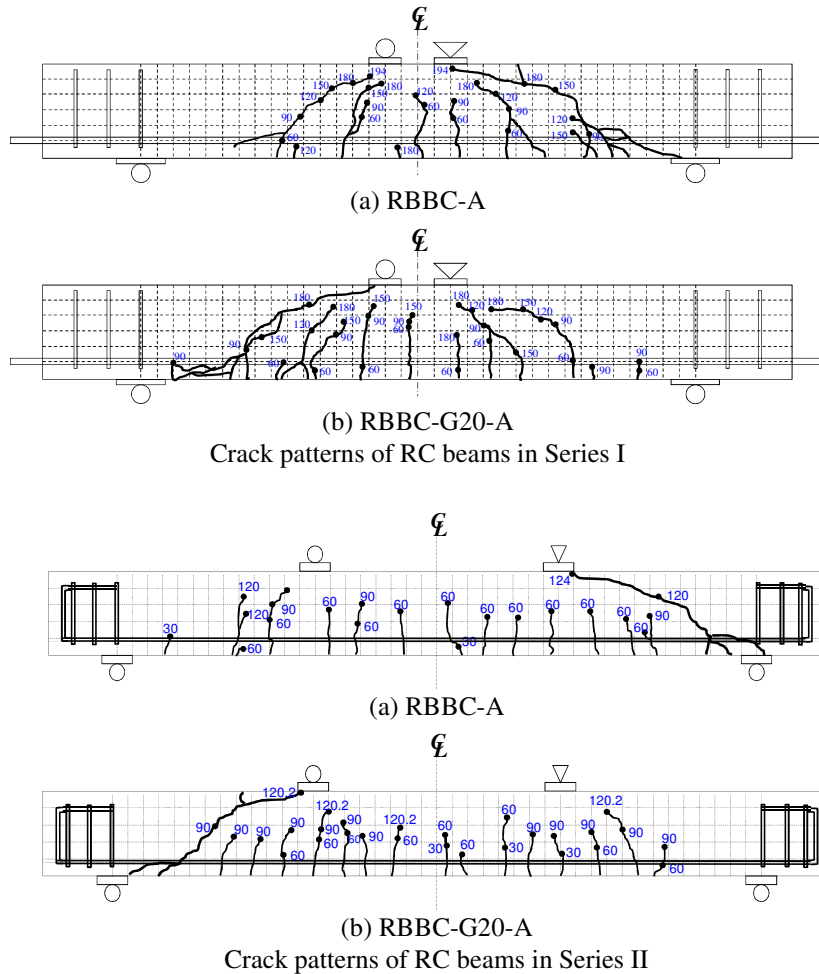 ℄
194 194
180 180 180 180
150 150 120 150
120 90 60 90 120 120
90 60 60 90
60 60 150 90
120 180
(a) RBBC-A
℄
180 180 150 150 180 120 180 150
120 150 90 90 90 120 90
90 150 90 60 180 60
90 60 60 60 60 150 60 90 90 60
(b) RBBC-G20-A
Crack patterns of RC beams in Series I
℄
124
120 90 90 60 120
120 60 60 60 60 60 60 60 60 90
30 60 30 60
(a) RBBC-A
℄
120.2 120.2 120.2
90 90 90 90 90 90 90 120.2 60 60 90 90 90 90 90
60 60 60 60 30 60 30 30 60 60
(b) RBBC-G20-A
Crack patterns of RC beams in Series II